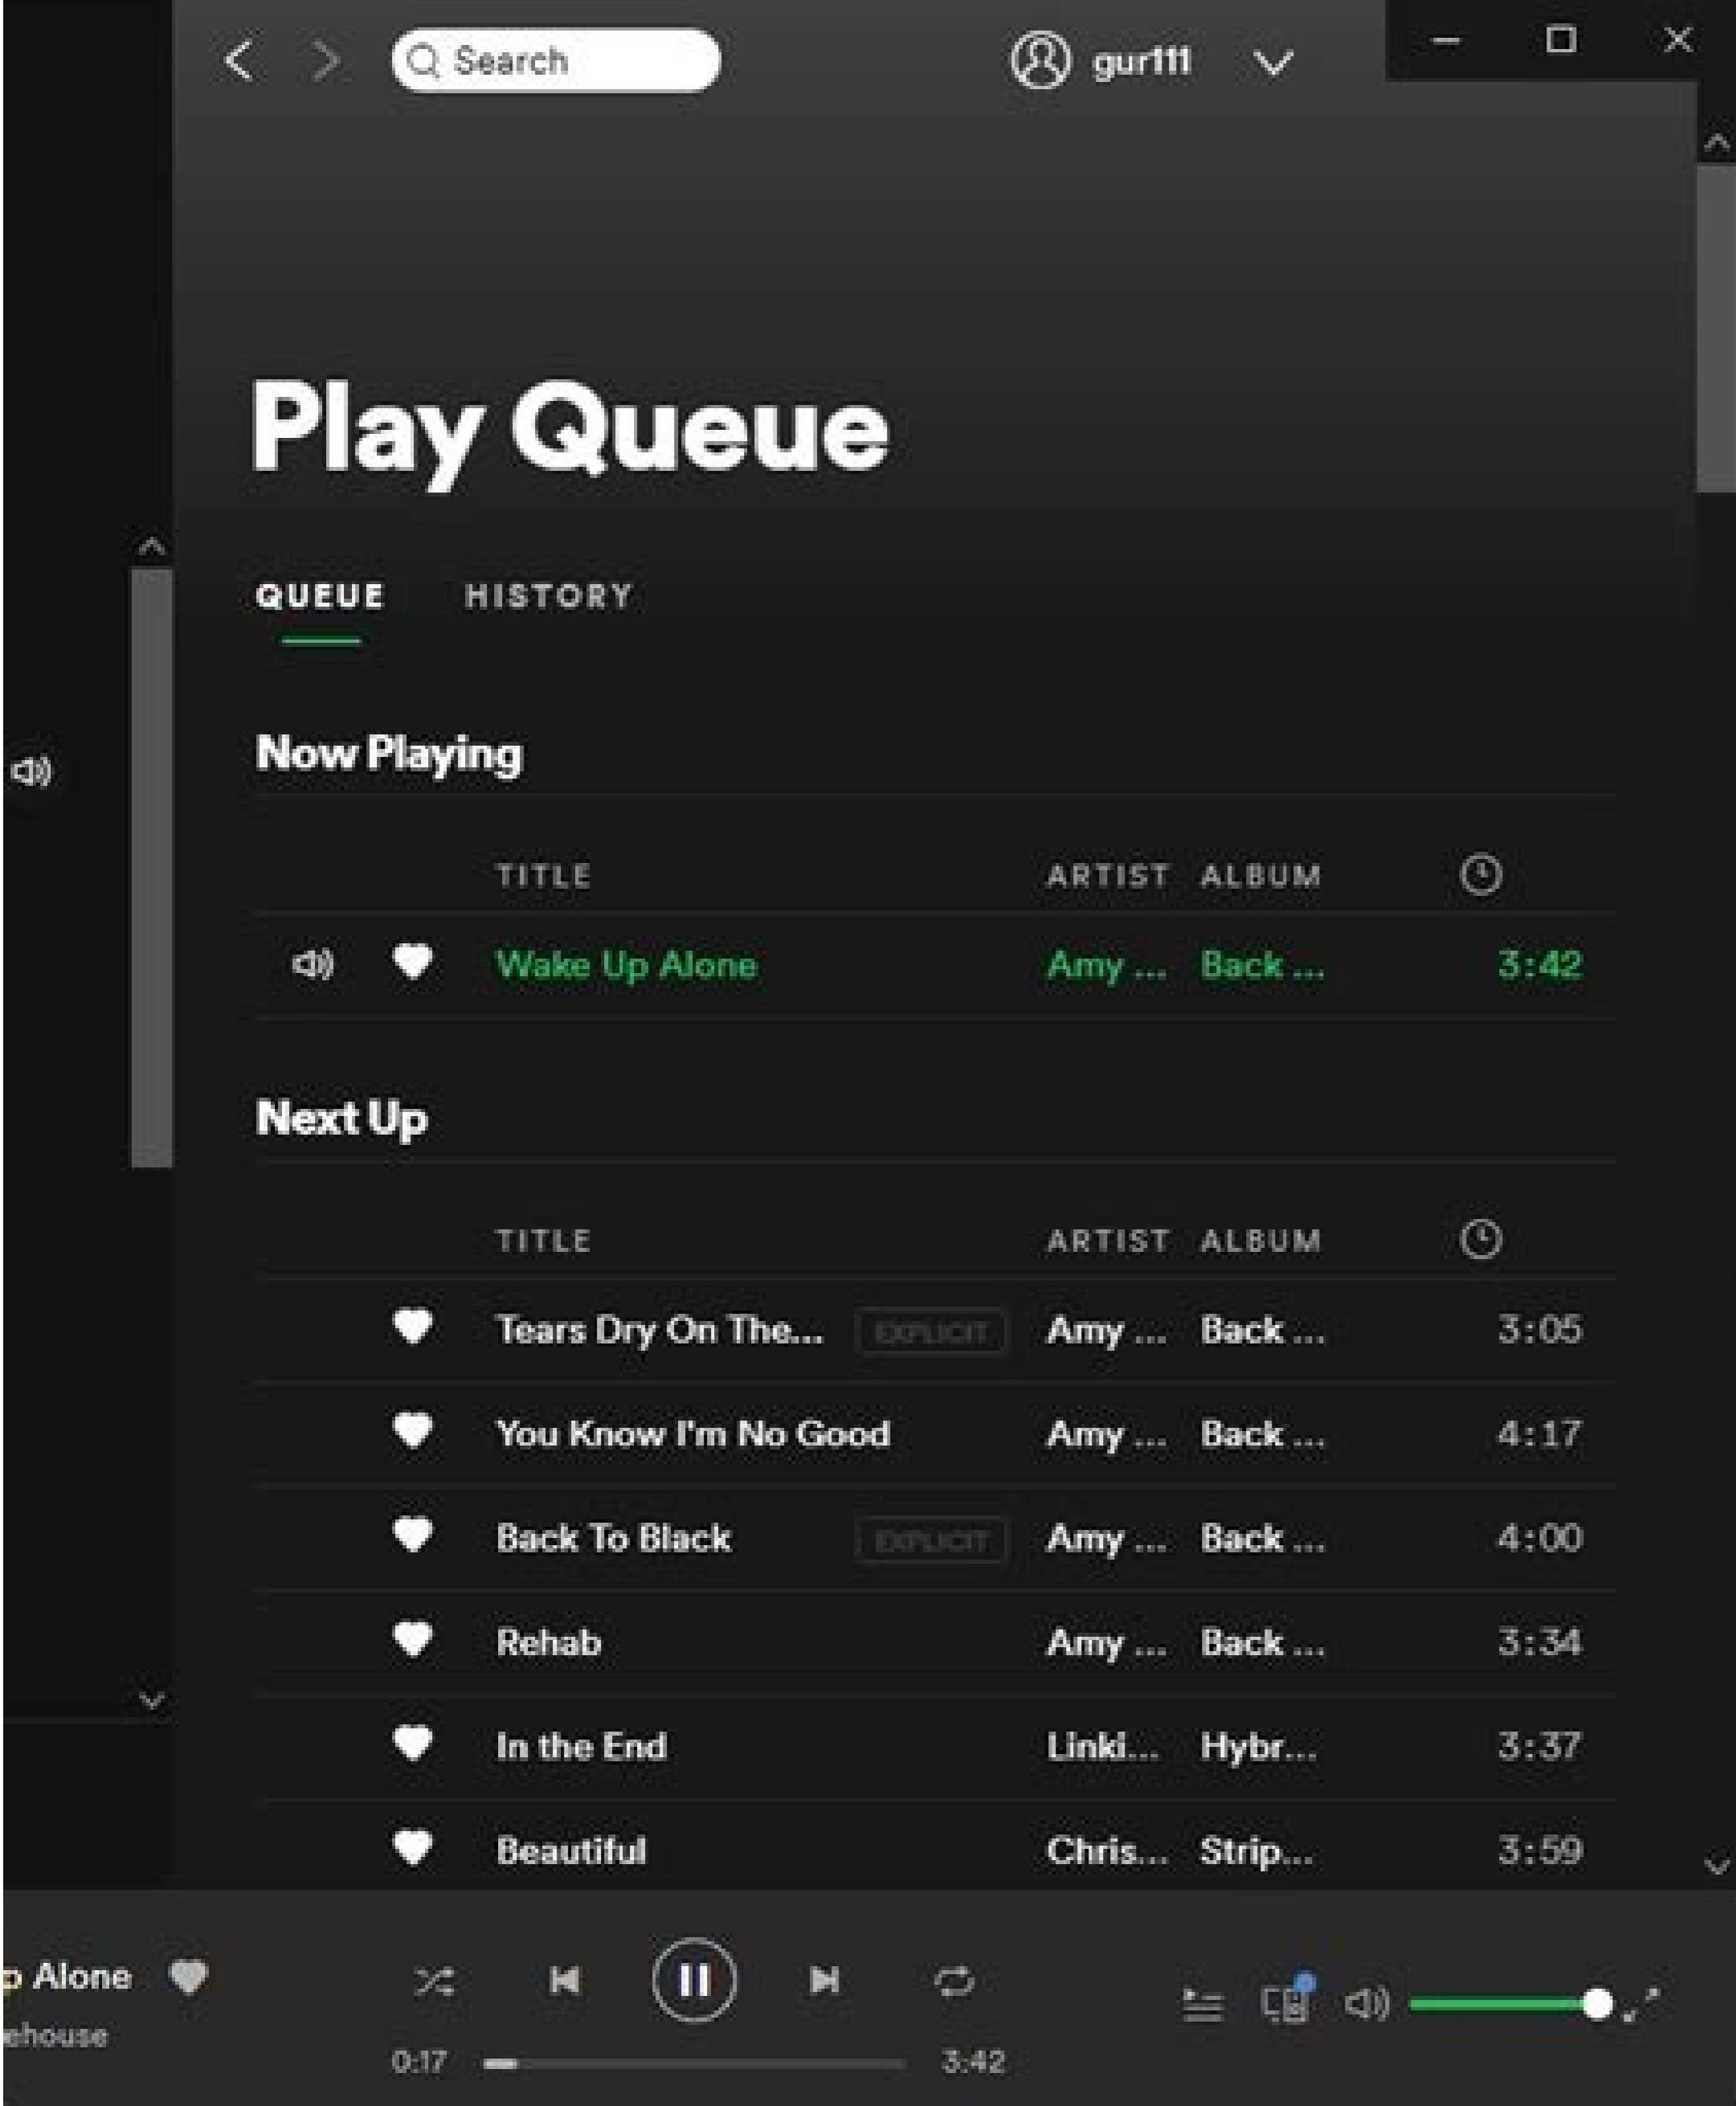 Search
gur111
Play Queue
QUEUE HISTORY
Now Playing
TITLE ARTIST ALBUM
Wake Up Alone Amy ... Back ... 3:42
Next Up
TITLE ARTIST ALBUM
Tears Dry On The... EXPLICIT Amy ... Back ... 3:05
You Know I'm No Good Amy ... Back ... 4:17
Back To Black EXPLICIT Amy ... Back ... 4:00
Rehab Amy ... Back ... 3:34
In the End Linki... Hybr... 3:37
Beautiful Chris... Strip... 3:59
p Alone
ehouse
0:17 3:42